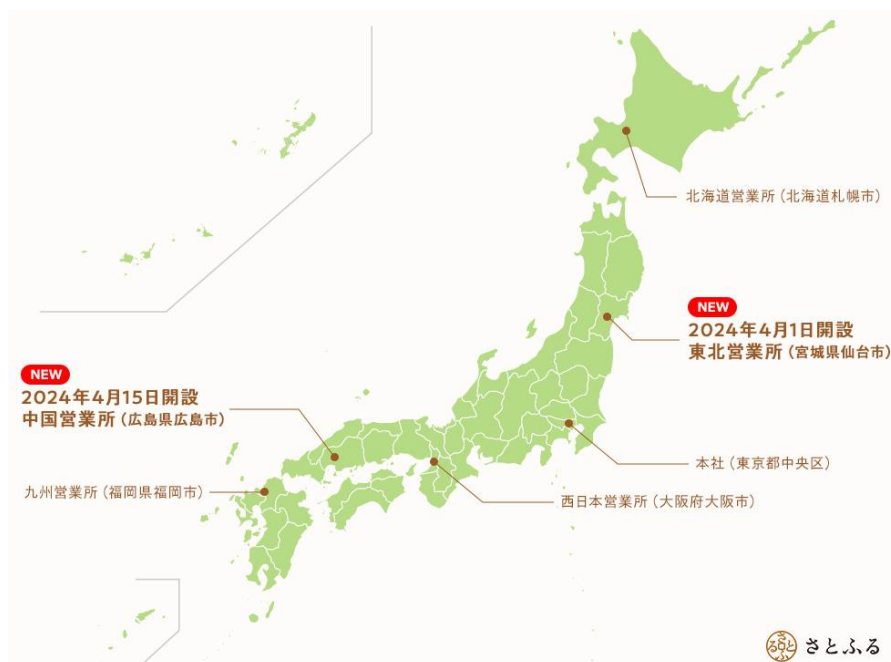 北海道営業所（北海道札幌市）
NEW
2024年4月1日開設
東北営業所（宮城県仙台市）
NEW
2024年4月15日開設
中国営業所（広島県広島市）
本社（東京都中央区）
九州営業所（福岡県福岡市）
西日本営業所（大阪府大阪市）
さとふる
さとふる